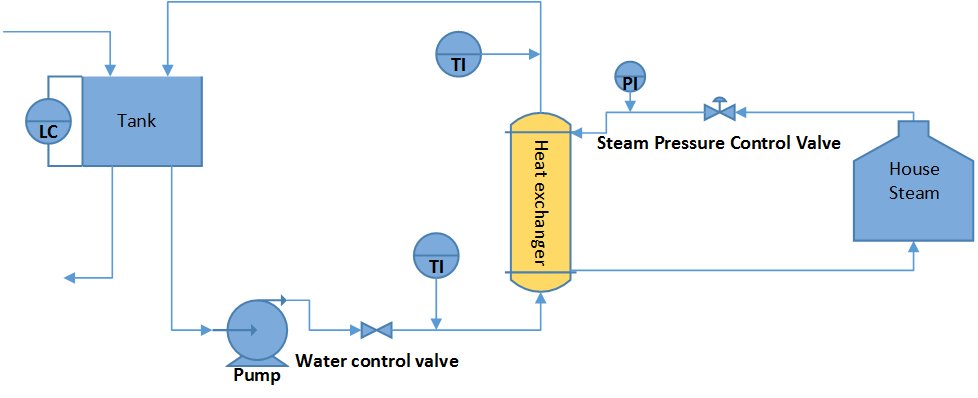 TI
PI
LC
Tank
Steam Pressure Control Valve
Heat exchanger
House
Steam
TI
Water control valve
Pump